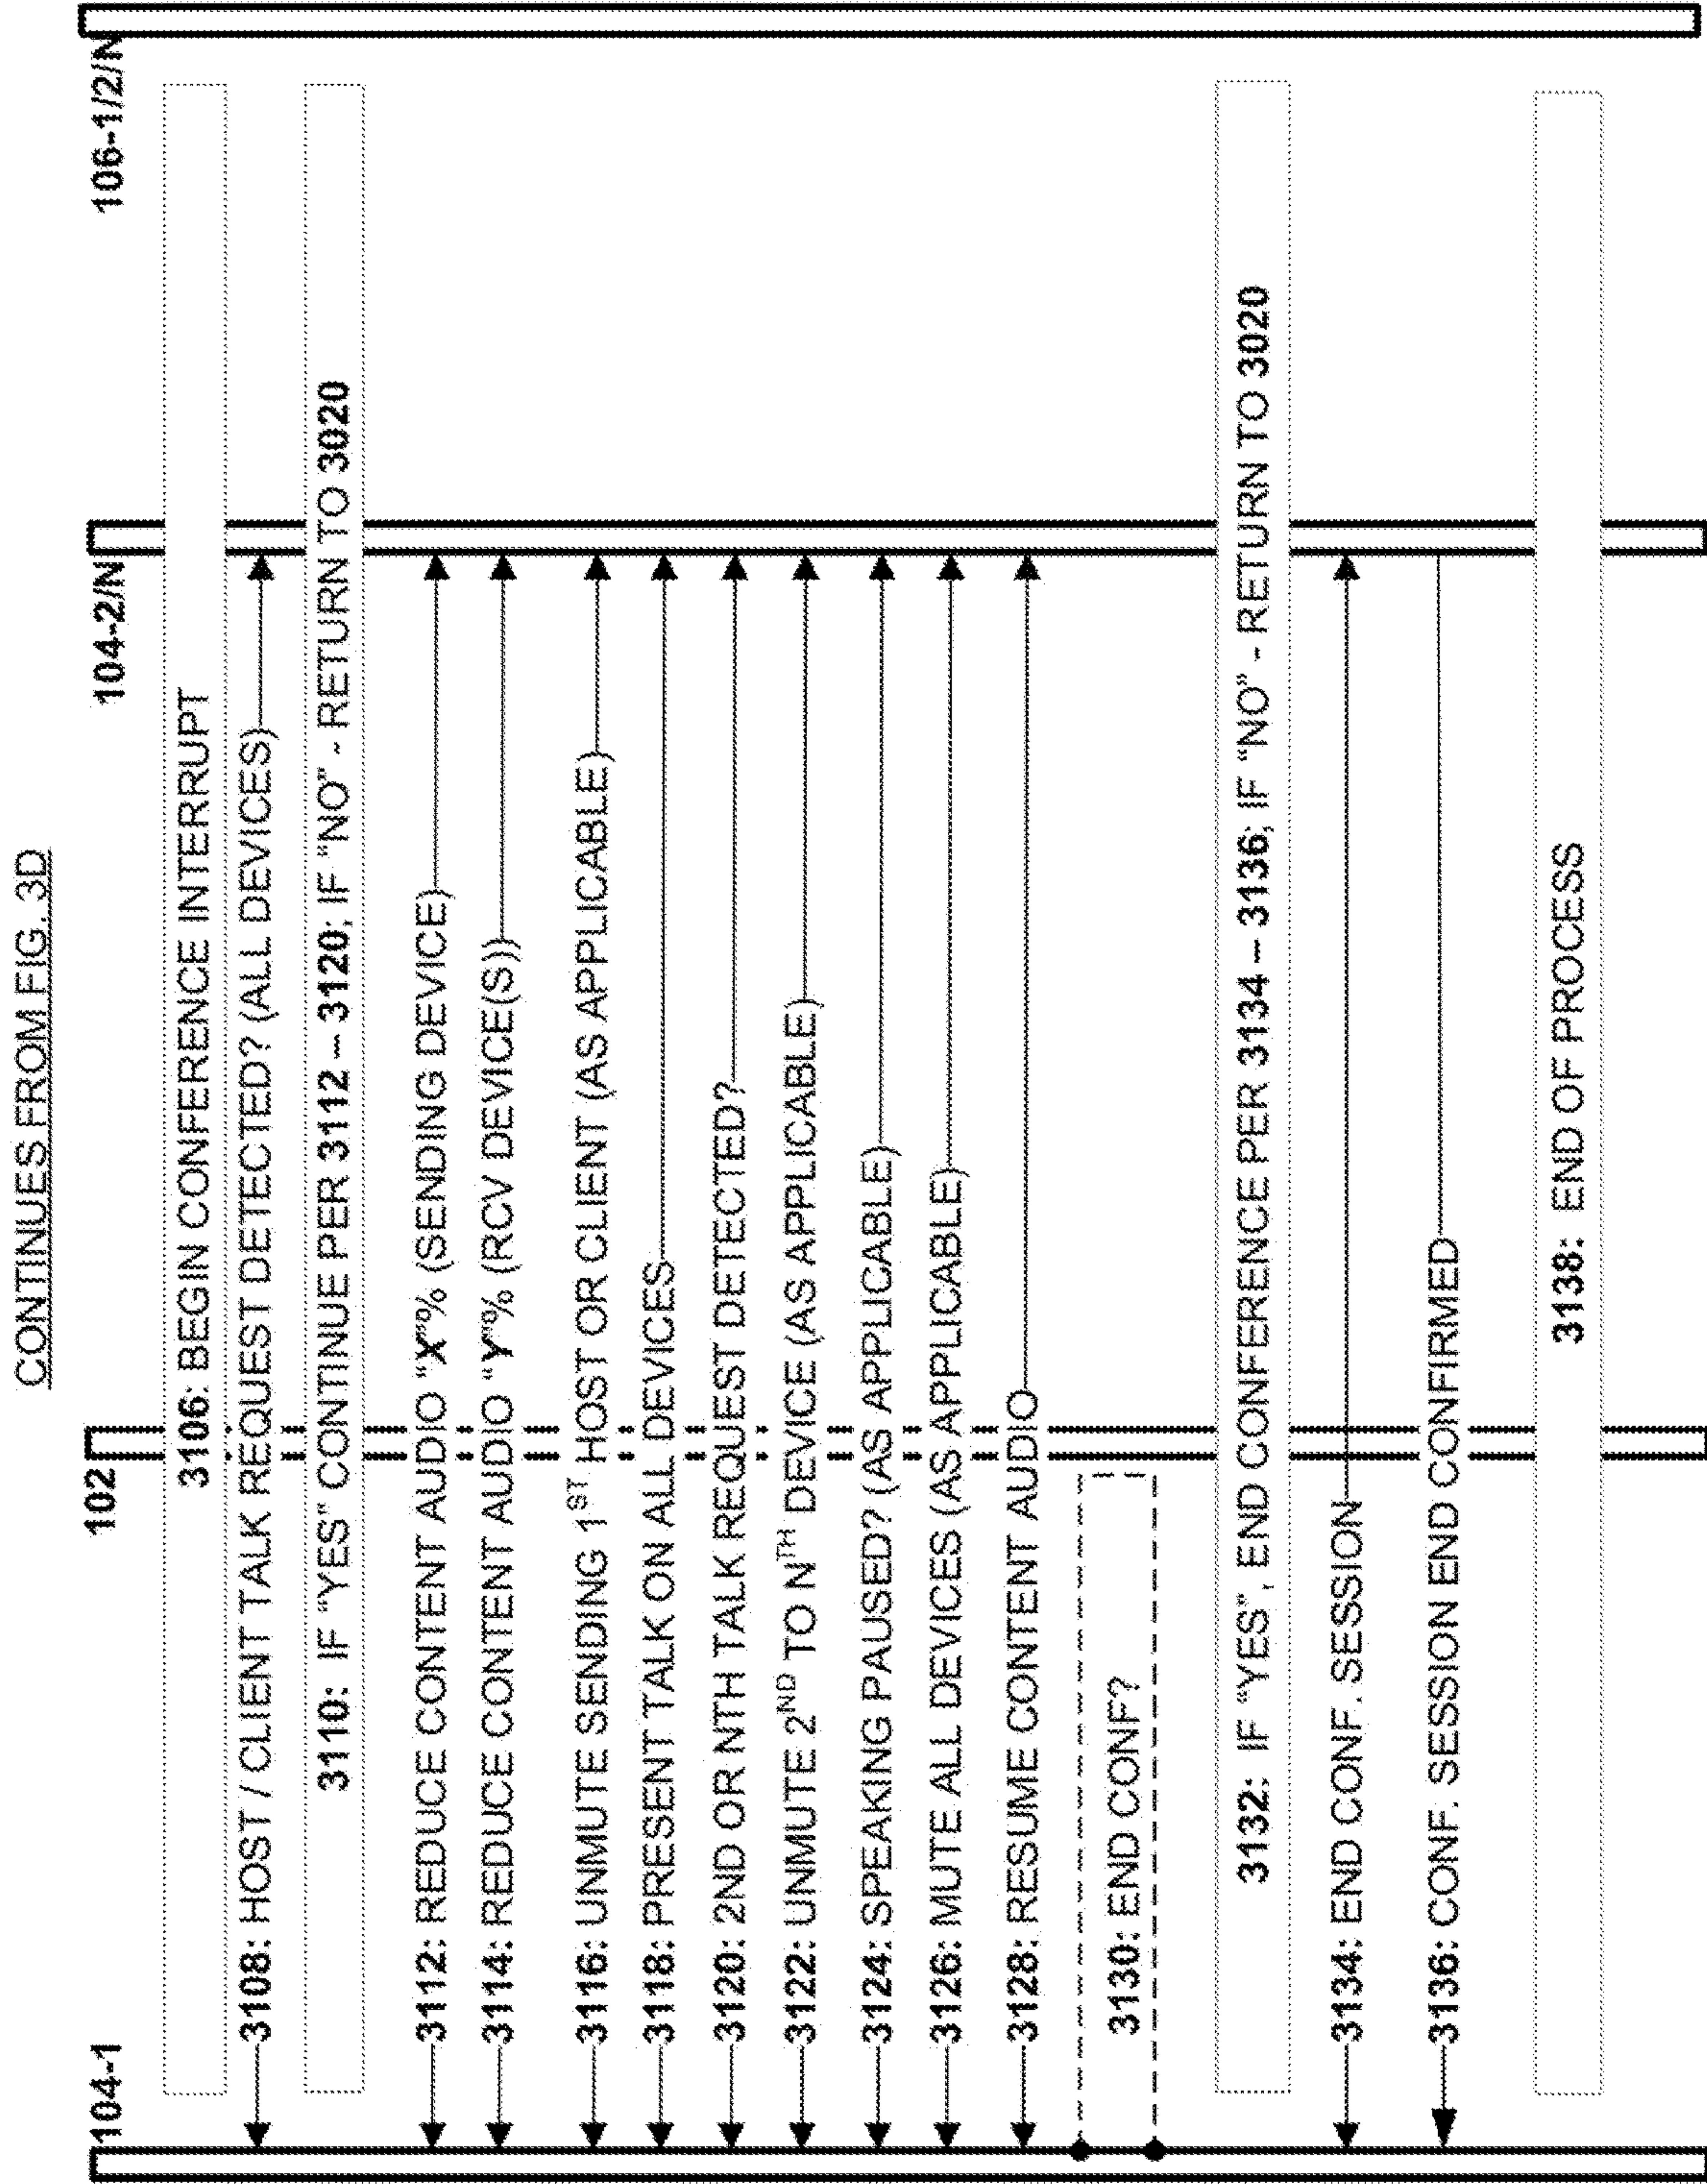 CONTINUES FROM FIG. 3D
104-1
102
104-2/N
106-1/2/N
3106: BEGIN CONFERENCE INTERRUPT
3108: HOST / CLIENT TALK REQUEST DETECTED? (ALL DEVICES)
3110: IF "YES" CONTINUE PER 3112 – 3120; IF "NO" - RETURN TO 3020
3112: REDUCE CONTENT AUDIO "X"% (SENDING DEVICE)
3114: REDUCE CONTENT AUDIO "Y"% (RCV DEVICE(S))
3116: UNMUTE SENDING 1ST HOST OR CLIENT (AS APPLICABLE)
3118: PRESENT TALK ON ALL DEVICES
3120: 2ND OR NTH TALK REQUEST DETECTED?
3122: UNMUTE 2ND TO NTH DEVICE (AS APPLICABLE)
3124: SPEAKING PAUSED? (AS APPLICABLE)
3126: MUTE ALL DEVICES (AS APPLICABLE)
3128: RESUME CONTENT AUDIO
3130: END CONF?
3132: IF "YES", END CONFERENCE PER 3134 – 3136; IF "NO" - RETURN TO 3020
3134: END CONF. SESSION
3136: CONF. SESSION END CONFIRMED
3138: END OF PROCESS